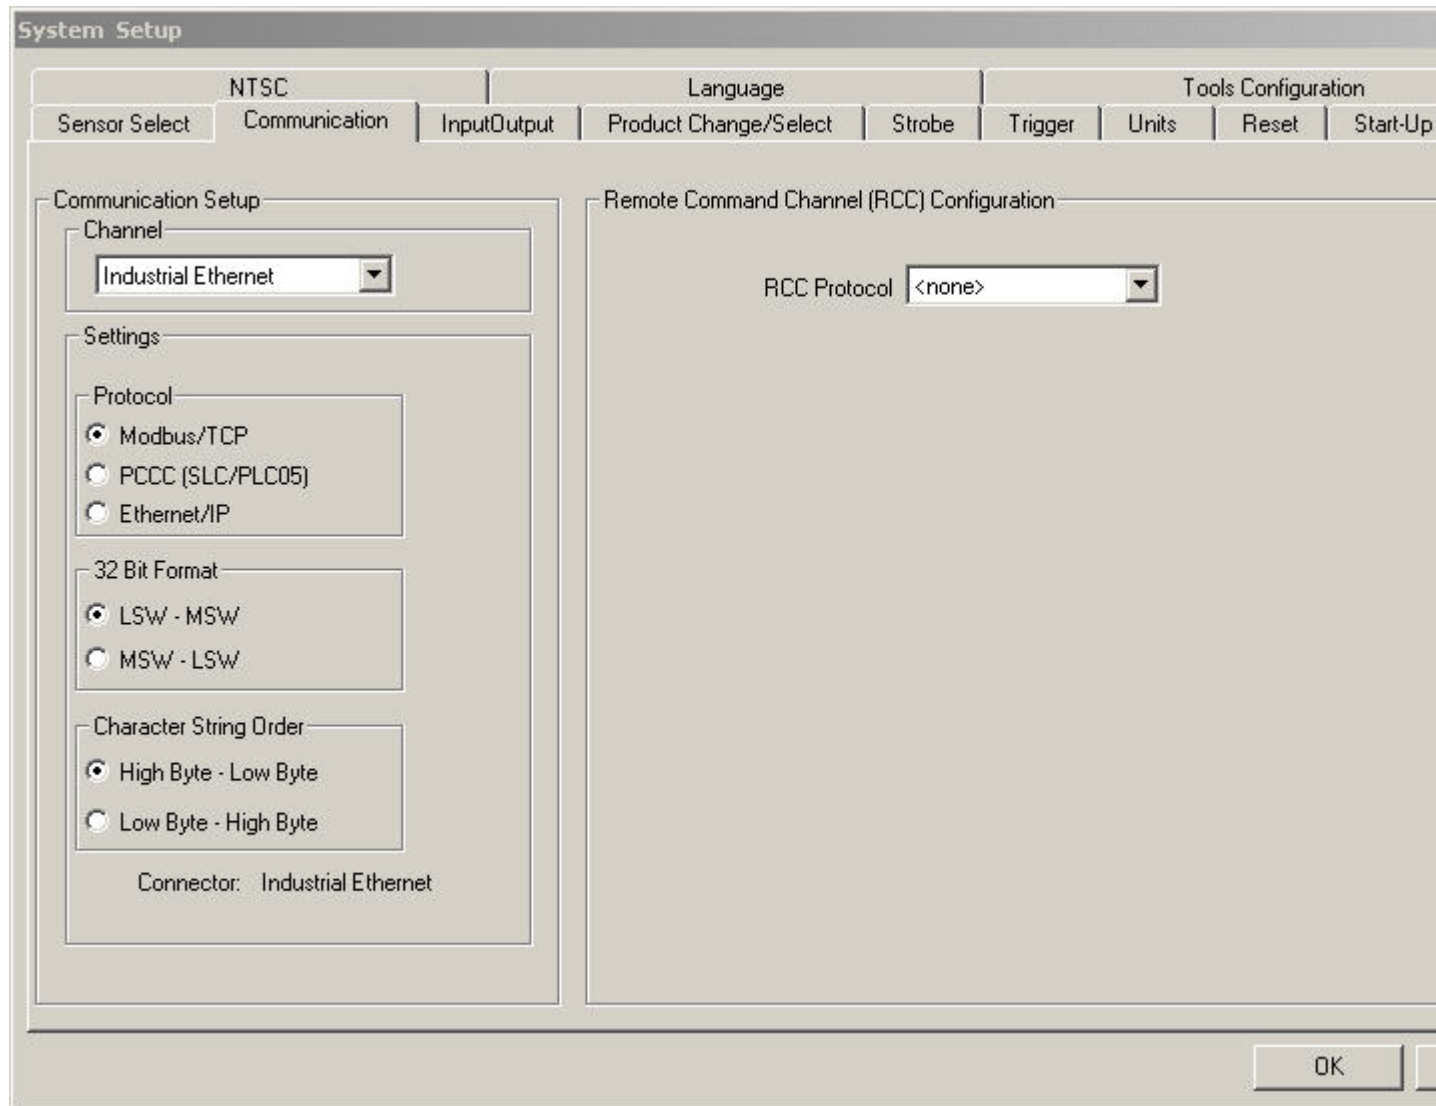 System Setup
NTSC Language Tools Configuration
Sensor Select Communication InputOutput Product Change/Select Strobe Trigger Units Reset Start-Up
Communication Setup
Channel
Industrial Ethernet
Settings
Protocol
Modbus/TCP
PCCC (SLC/PLC05)
Ethernet/IP
32 Bit Format
LSW - MSW
MSW - LSW
Character String Order
High Byte - Low Byte
Low Byte - High Byte
Connector: Industrial Ethernet
Remote Command Channel (RCC) Configuration
RCC Protocol <none>
OK